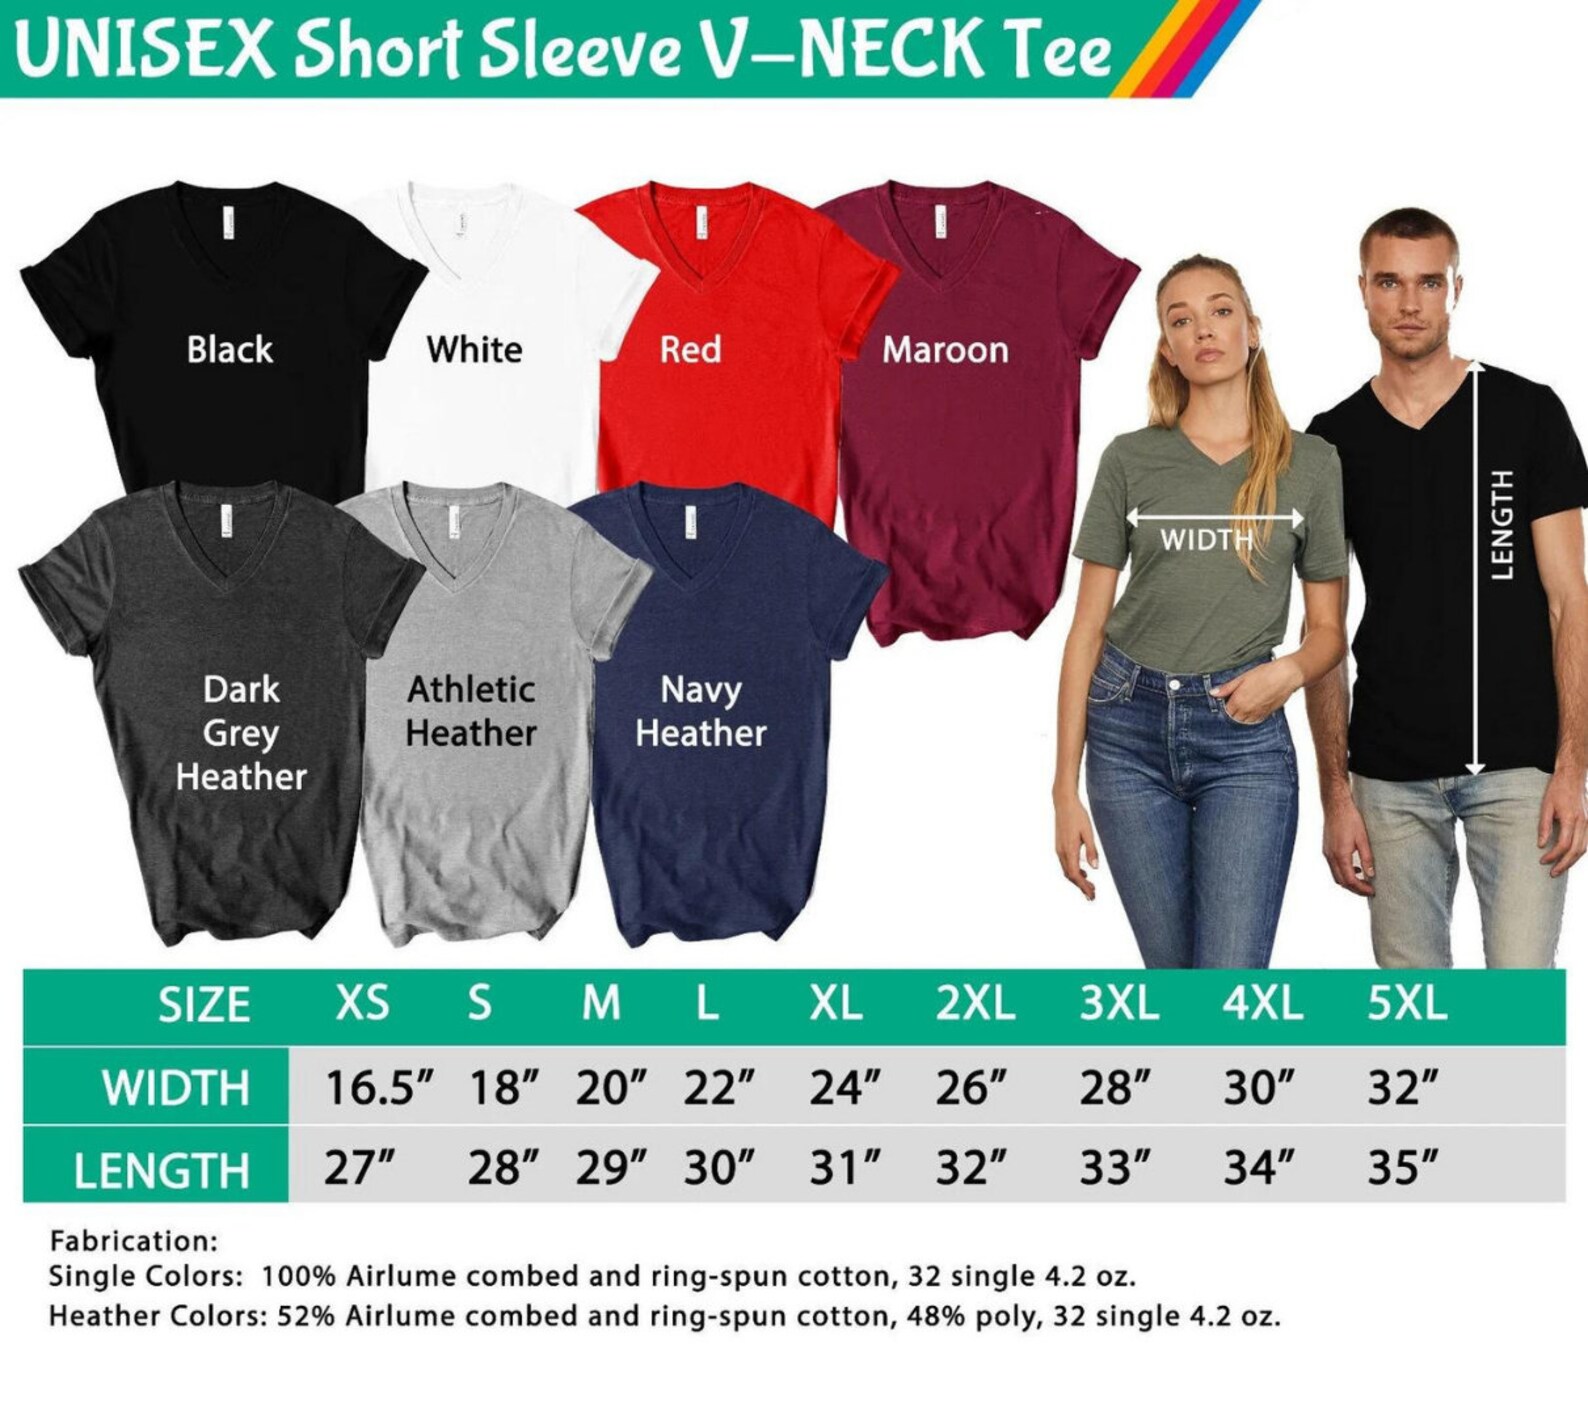 UNISEX Short Sleeve V-NECK Tee
Black
White
Red
Maroon
Dark
Grey
Heather
Athletic
Heather
Navy
Heather
WIDTH
LENGTH
SIZE XS S M L XL 2XL 3XL 4XL 5XL
WIDTH 16.5” 18” 20” 22” 24” 26” 28” 30” 32”
LENGTH 27” 28” 29” 30” 31” 32” 33” 34” 35”
Fabrication:
Single Colors: 100% Airlume combed and ring-spun cotton, 32 single 4.2 oz.
Heather Colors: 52% Airlume combed and ring-spun cotton, 48% poly, 32 single 4.2 oz.